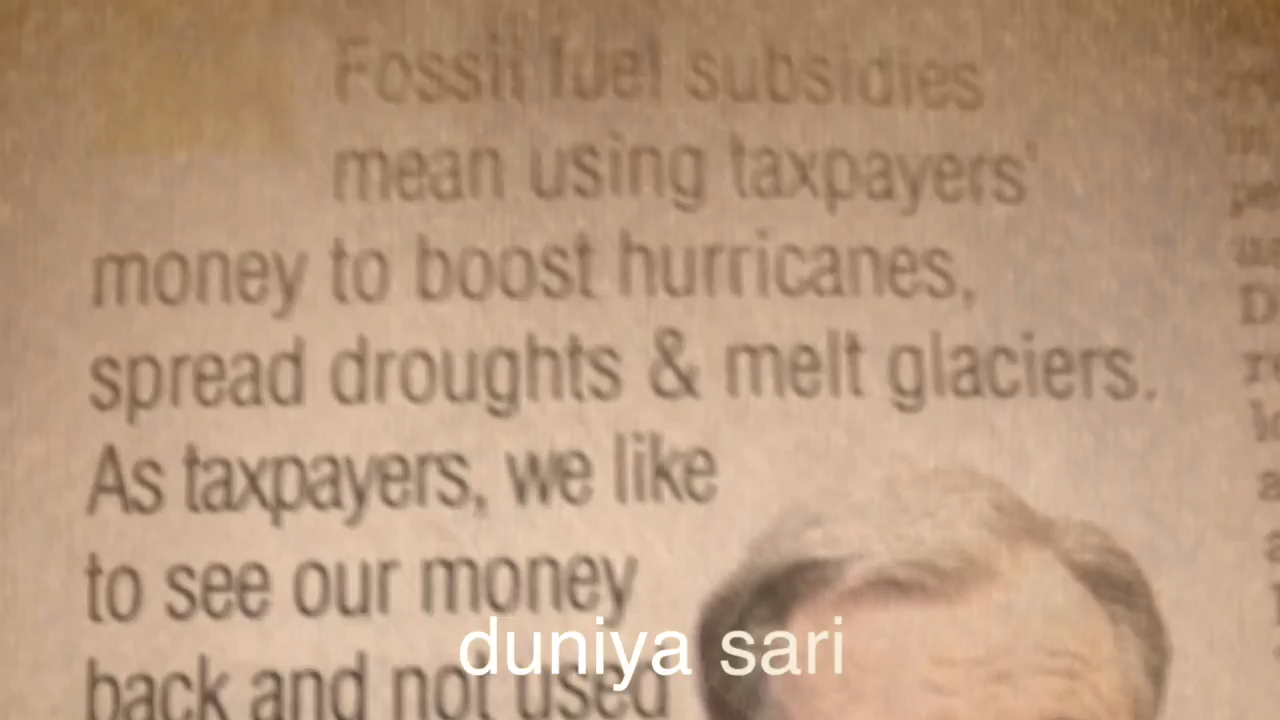 Fossil fuel subsidies
mean using taxpayers'
money to boost hurricanes,
spread droughts & melt glaciers.
As taxpayers, we like
to see our money
back and not used
duniya sari